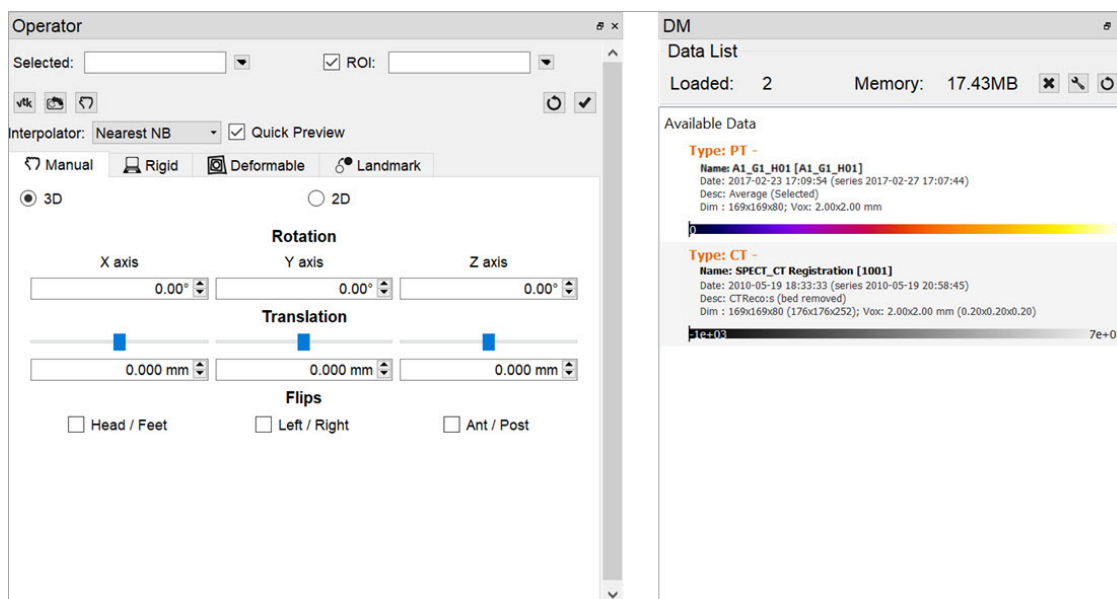 Operator
Selected:
ROI:
vtk
Interpolator: Nearest NB Quick Preview
Manual Rigid Deformable Landmark
3D 2D
Rotation
X axis Y axis Z axis
0.00° 0.00° 0.00°
Translation
0.000 mm 0.000 mm 0.000 mm
Flips
Head / Feet Left / Right Ant / Post
DM
Data List
Loaded: 2 Memory: 17.43MB
Available Data
Type: PT -
Name: A1_G1_H01 [A1_G1_H01]
Date: 2017-02-23 17:09:54 (series 2017-02-27 17:07:44)
Desc: Average (Selected)
Dim : 169x169x80; Vox: 2.00x2.00 mm
0
Type: CT -
Name: SPECT_CT Registration [1001]
Date: 2010-05-19 18:33:33 (series 2010-05-19 20:58:45)
Desc: CTReco:s (bed removed)
Dim : 169x169x80 (176x176x252); Vox: 2.00x2.00 mm (0.20x0.20x0.20)
-1e+03 7e+0